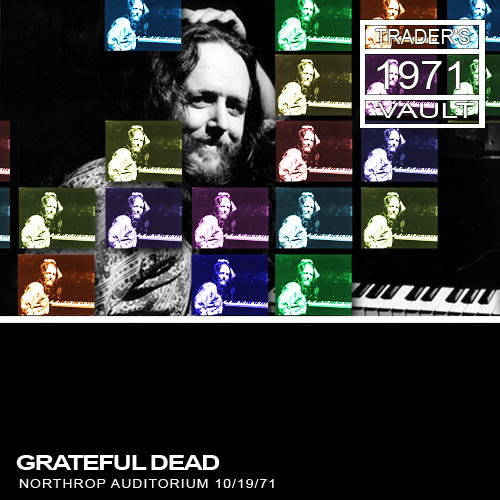 TRADER'S
1971
VAULT
GRATEFUL DEAD
NORTHROP AUDITORIUM 10/19/71